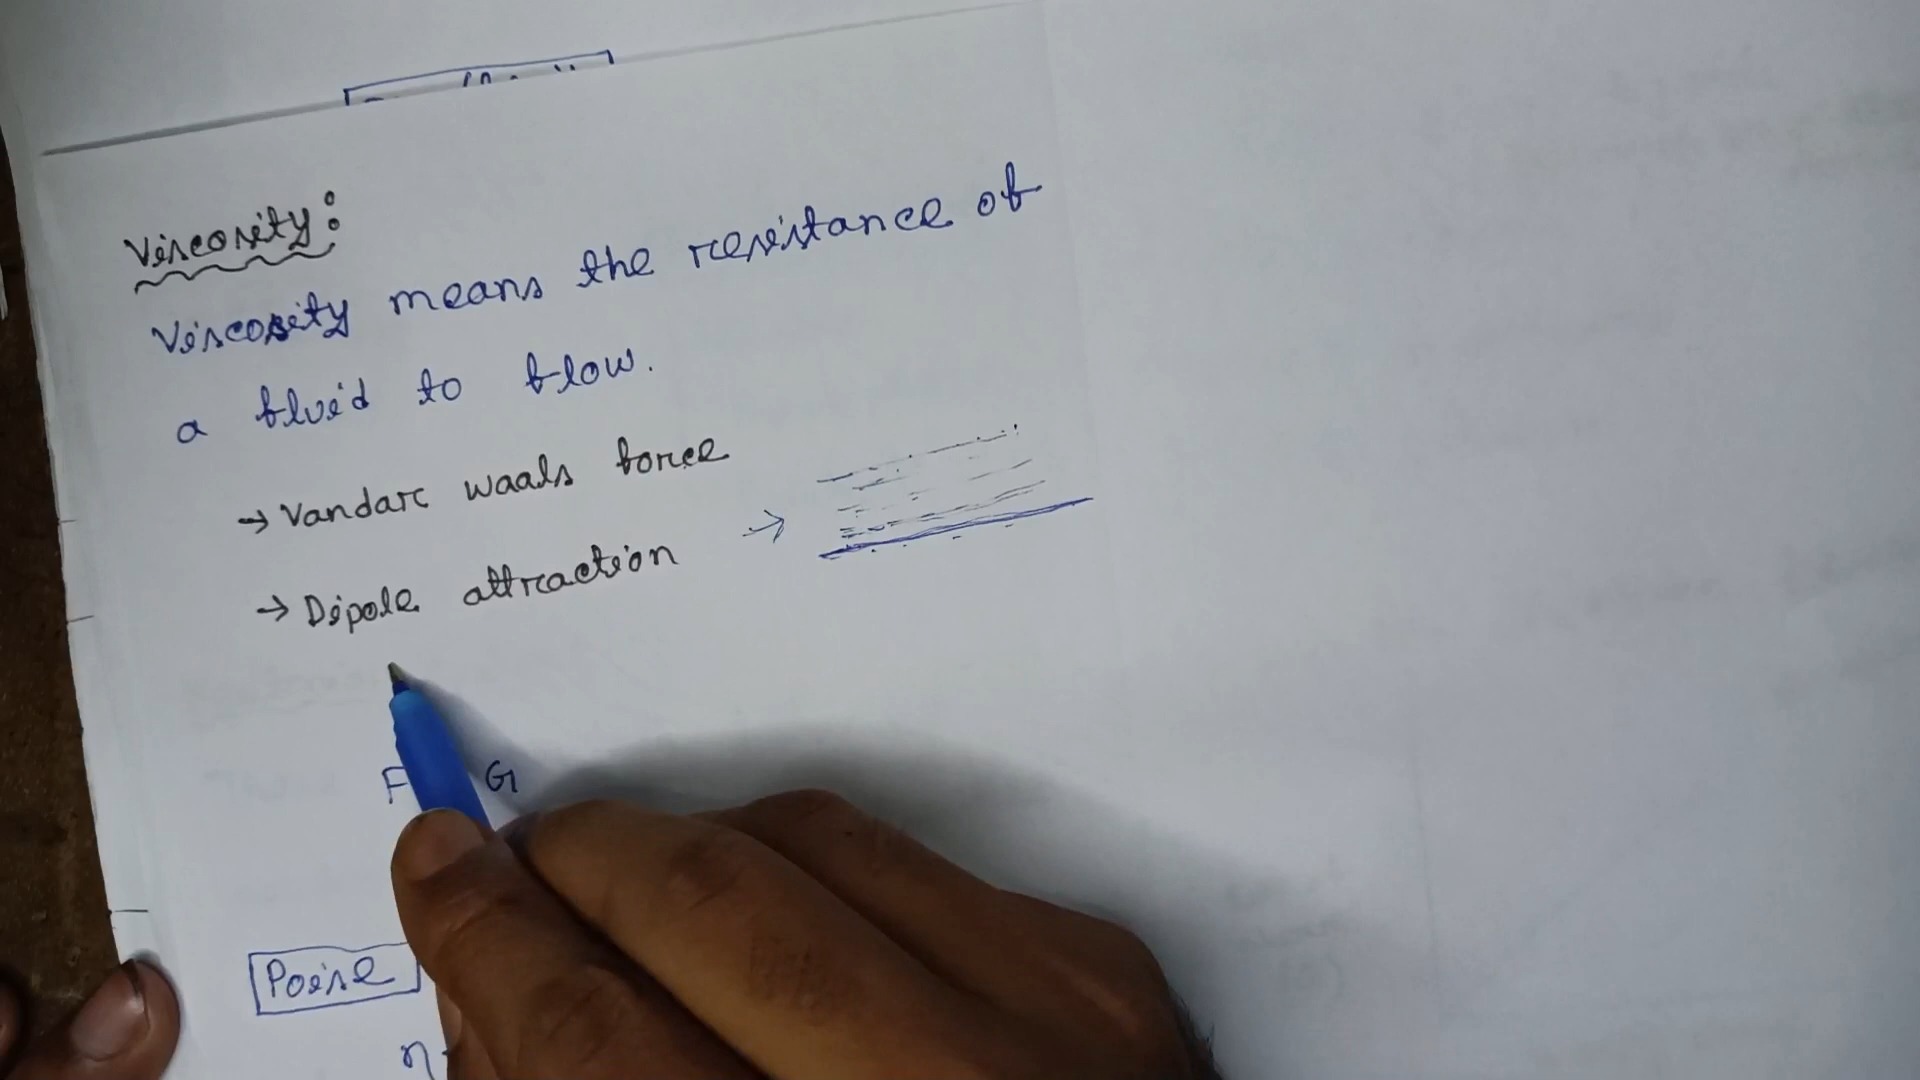 Viscosity:
Viscosity means the resistance of
a fluid to flow.
→ Vandar waals force
→ Dipole attraction →
F G
Poise
η